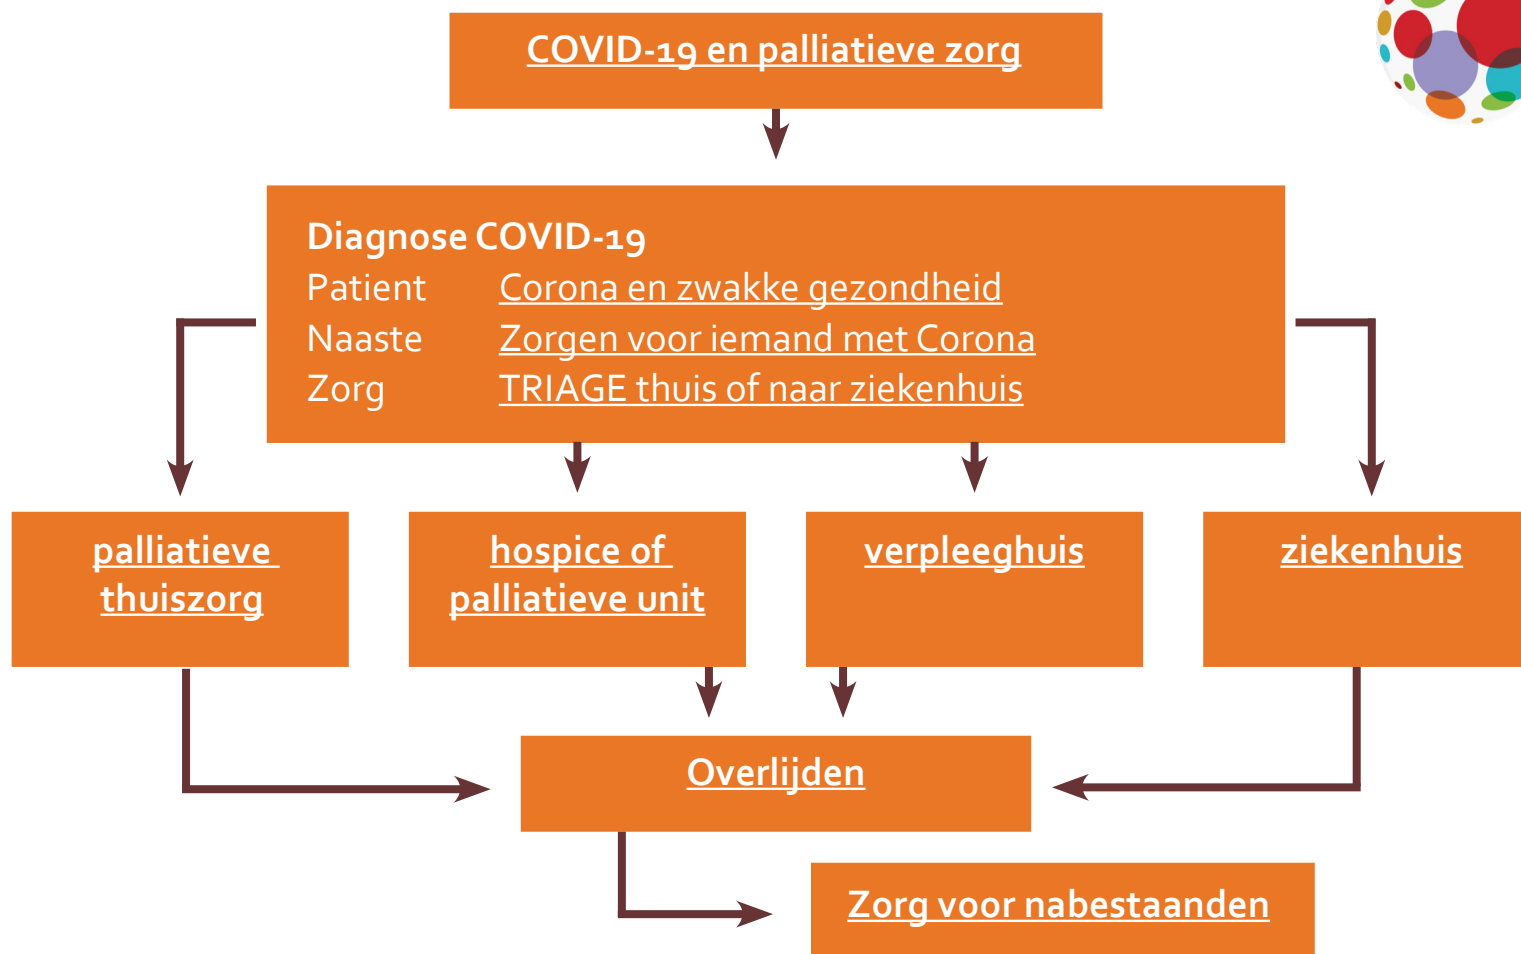 COVID-19 en palliatieve zorg
Diagnose COVID-19
Patient Corona en zwakke gezondheid
Naaste Zorgen voor iemand met Corona
Zorg TRIAGE thuis of naar ziekenhuis
palliatieve
thuiszorg
hospice of
palliatieve unit
verpleeghuis
ziekenhuis
Overlijden
Zorg voor nabestaanden